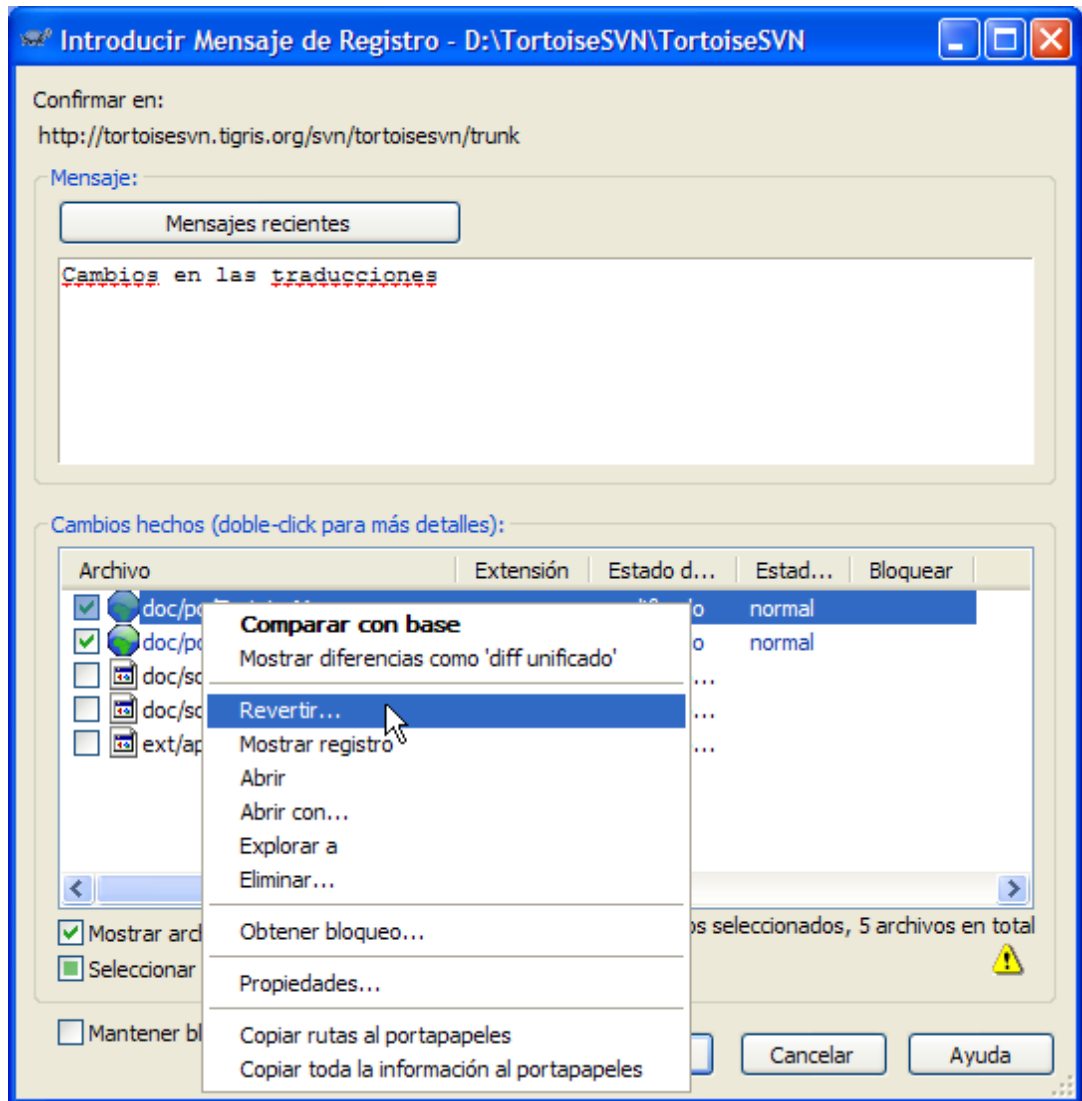 Introducir Mensaje de Registro - D:\TortoiseSVN\TortoiseSVN
Confirmar en:
http://tortoisesvn.tigris.org/svn/tortoisesvn/trunk
Mensaje:
Mensajes recientes
Cambios en las traducciones
Cambios hechos (doble-click para más detalles):
Archivo Extensión Estado d... Estad... Bloquear
normal
normal
Comparar con base
Mostrar diferencias como 'diff unificado'
Revertir...
Mostrar registro
Abrir
Abrir con...
Explorar a
Eliminar...
Mostrar seleccionados, 5 archivos en total
Obtener bloqueo...
Seleccionar
Propiedades...
Mantener
Copiar rutas al portapapeles
Cancelar Ayuda
Copiar toda la información al portapapeles